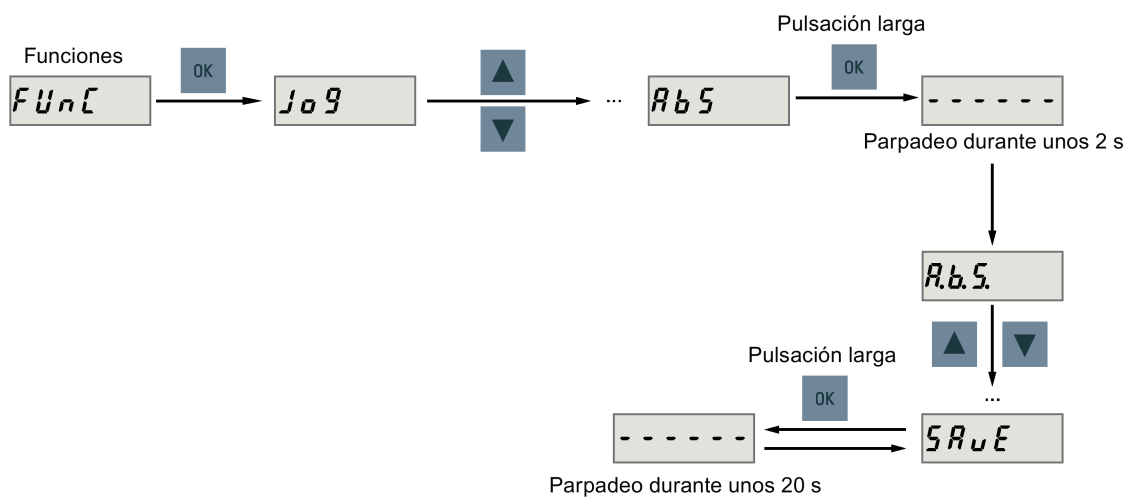 Pulsación larga
Funciones
OK
OK
FUnC
Jog
...
AbS
- - - - - -
Parpadeo durante unos 2 s
A.b.S.
Pulsación larga
OK
...
- - - - - -
SAvE
Parpadeo durante unos 20 s